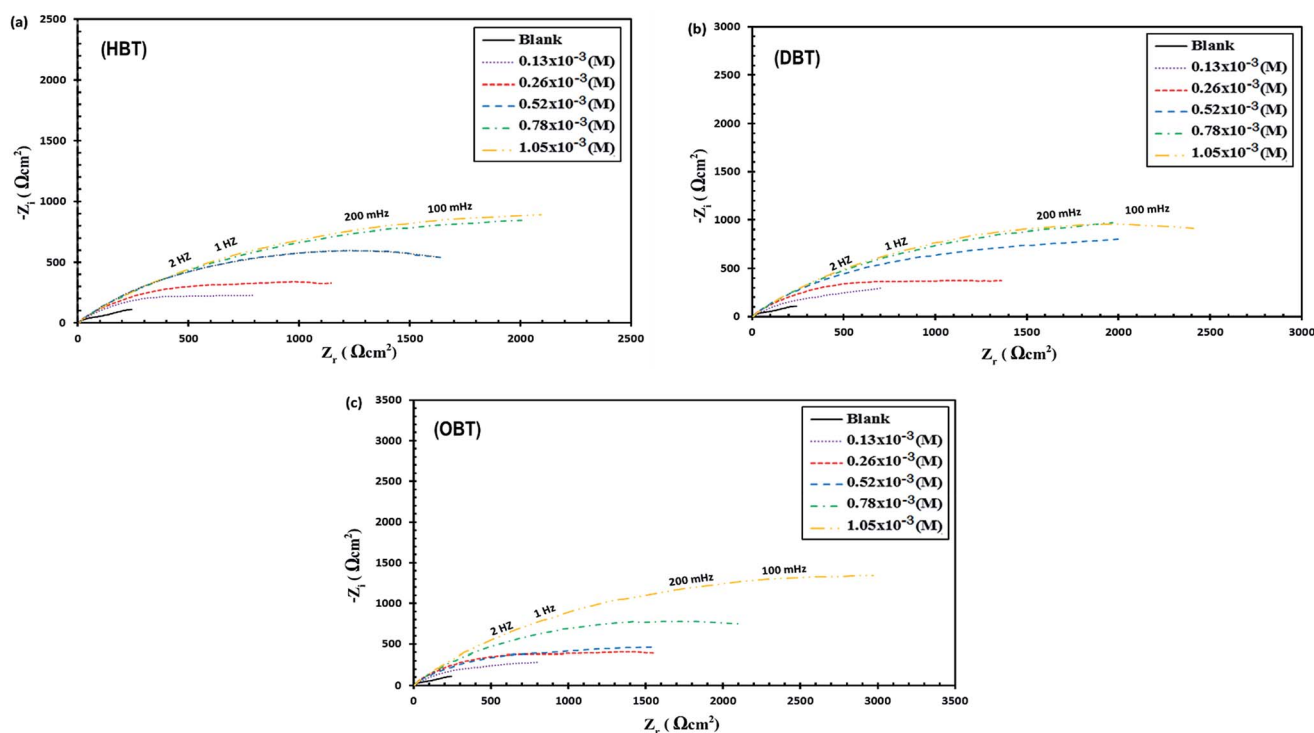 (a)
(HBT)
-Zi ( Ωcm²)
2500
2000
1500
1000
500
0
0 500 1000 1500 2000 2500
Zr ( Ωcm²)
2 HZ
1 HZ
200 mHz
100 mHz
Blank
0.13x10⁻³(M)
0.26x10⁻³(M)
0.52x10⁻³(M)
0.78x10⁻³(M)
1.05x10⁻³(M)
(b)
(DBT)
-Zi ( Ωcm²)
3000
2500
2000
1500
1000
500
0
0 500 1000 1500 2000 2500 3000
Zr ( Ωcm²)
2 HZ
1 HZ
200 mHz
100 mHz
Blank
0.13x10⁻³(M)
0.26x10⁻³(M)
0.52x10⁻³(M)
0.78x10⁻³(M)
1.05x10⁻³(M)
(c)
(OBT)
-Zi ( Ωcm²)
3500
3000
2500
2000
1500
1000
500
0
0 500 1000 1500 2000 2500 3000 3500
Zr ( Ωcm²)
2 HZ
1 Hz
200 mHz
100 mHz
Blank
0.13x10⁻³(M)
0.26x10⁻³(M)
0.52x10⁻³(M)
0.78x10⁻³(M)
1.05x10⁻³(M)